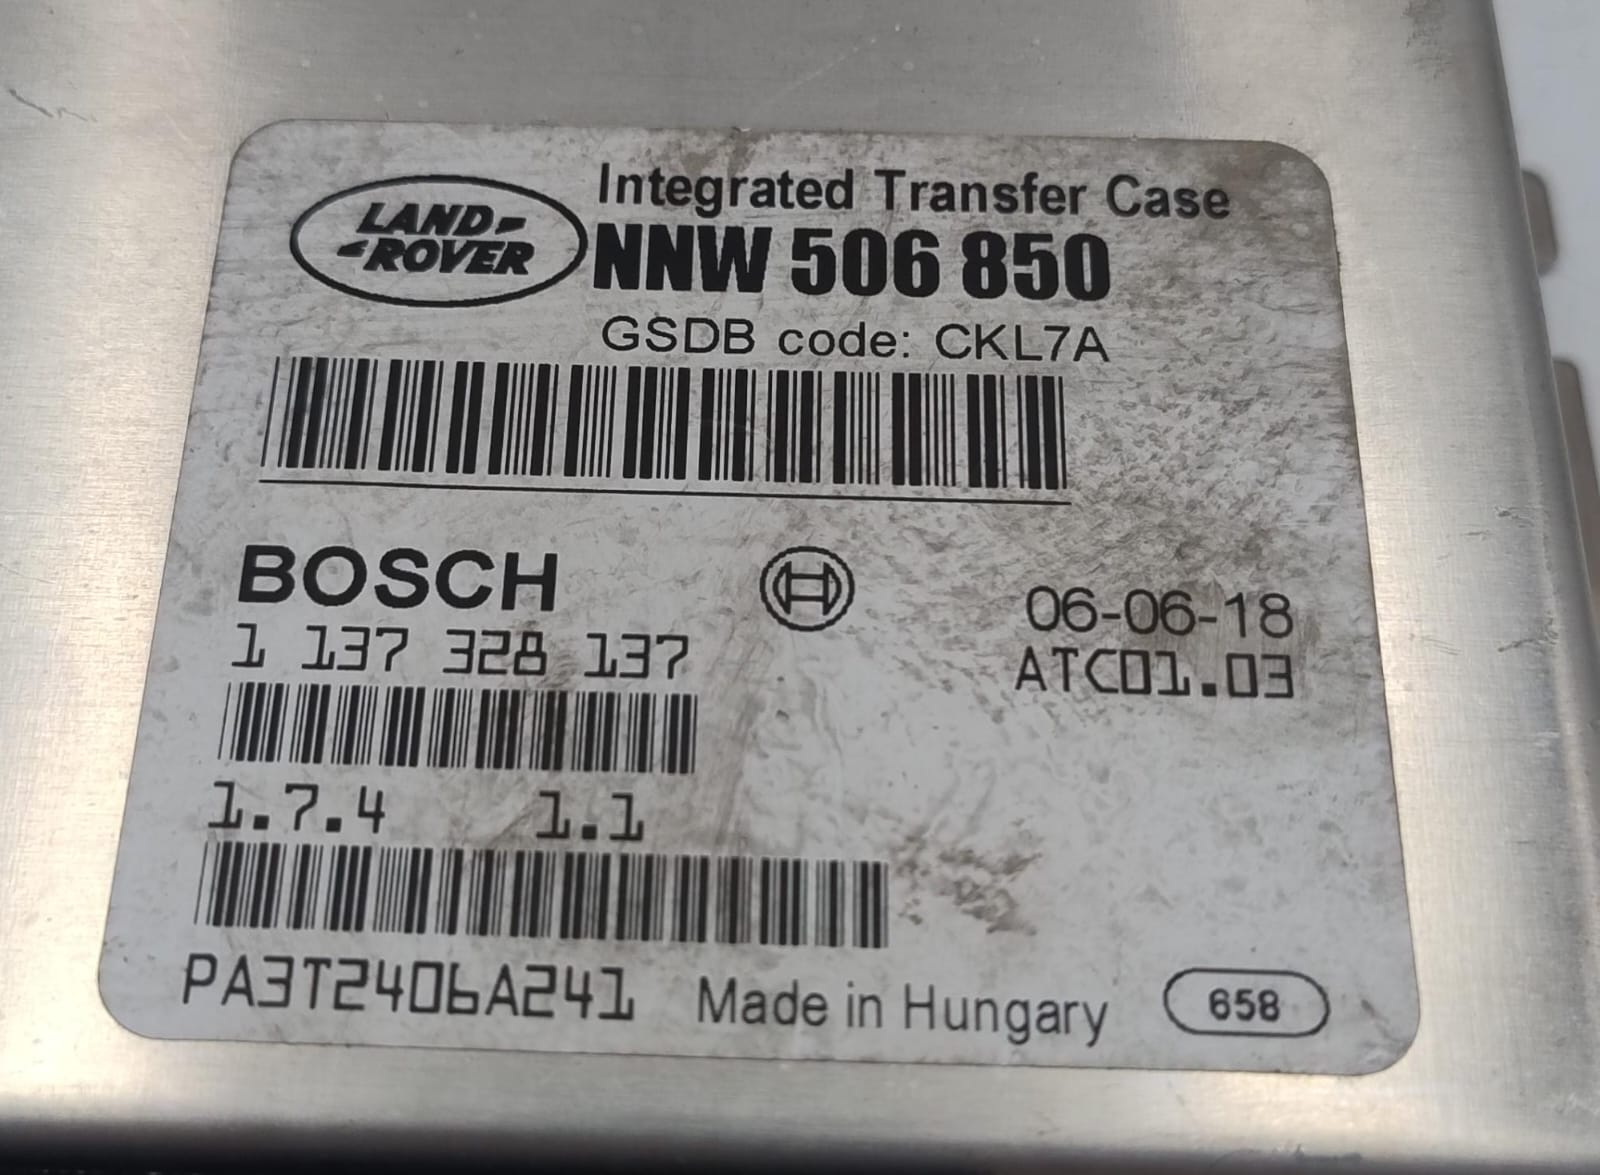 LAND-
-ROVER
Integrated Transfer Case
NNW 506 850
GSDB code: CKL7A
BOSCH
1 137 328 137
06-06-18
ATC01.03
1.7.4 1.1
PA3T2406A241 Made in Hungary 658